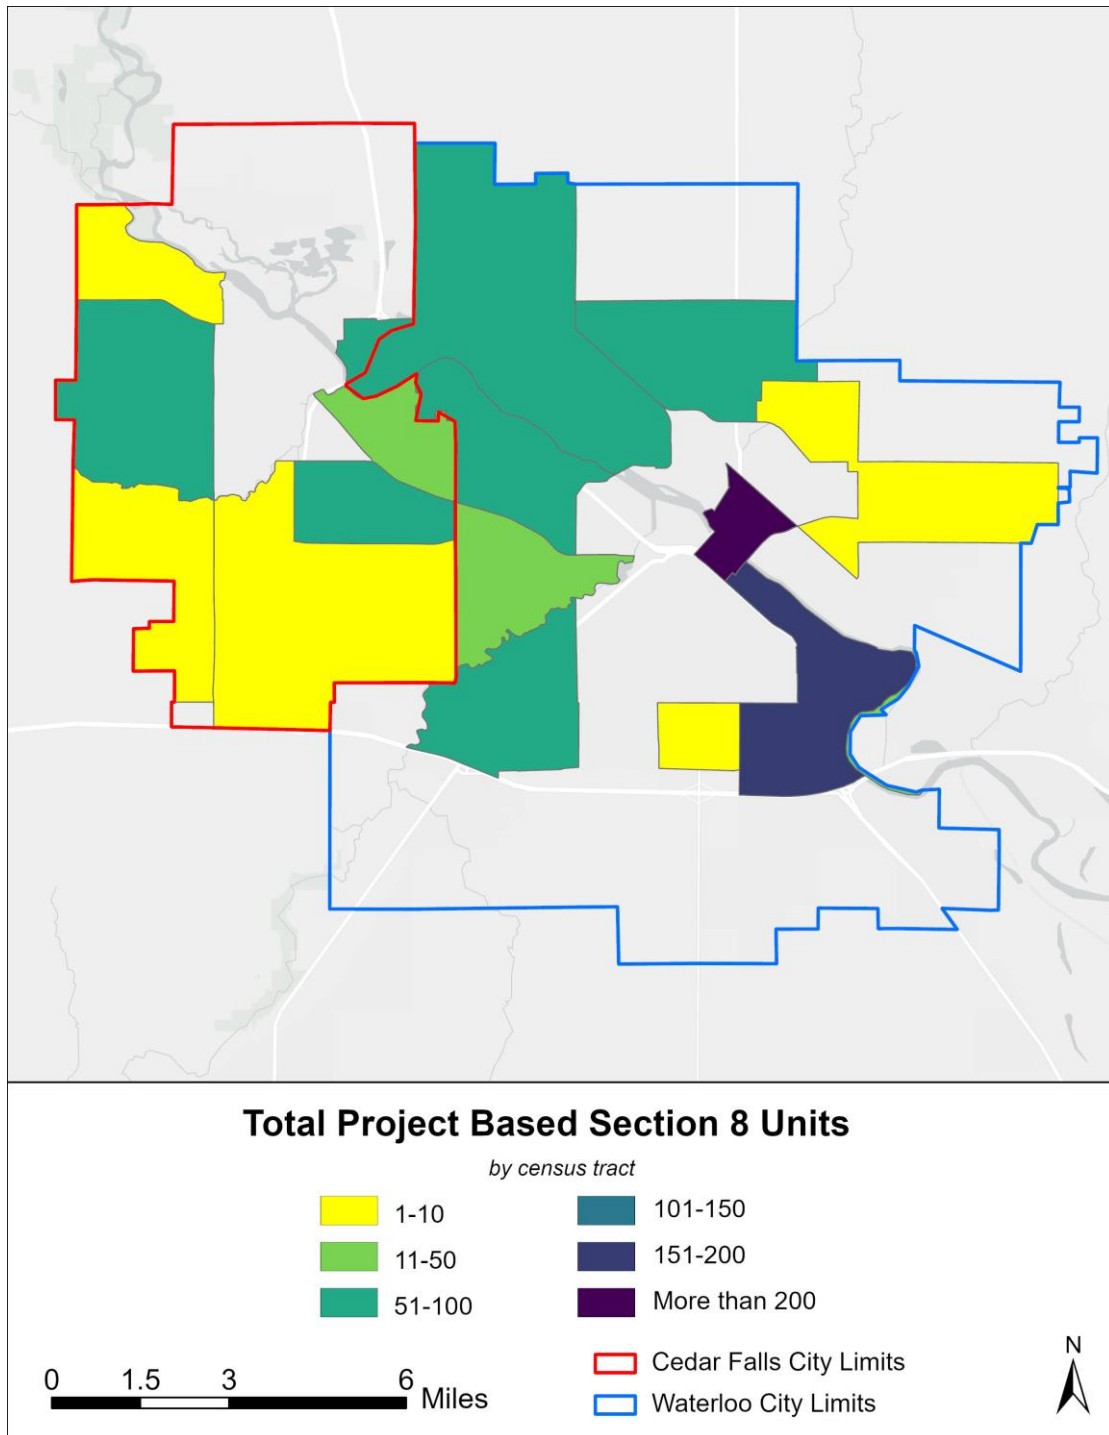 Total Project Based Section 8 Units
by census tract
1-10
11-50
51-100
101-150
151-200
More than 200
Cedar Falls City Limits
Waterloo City Limits
0 1.5 3 6 Miles
N